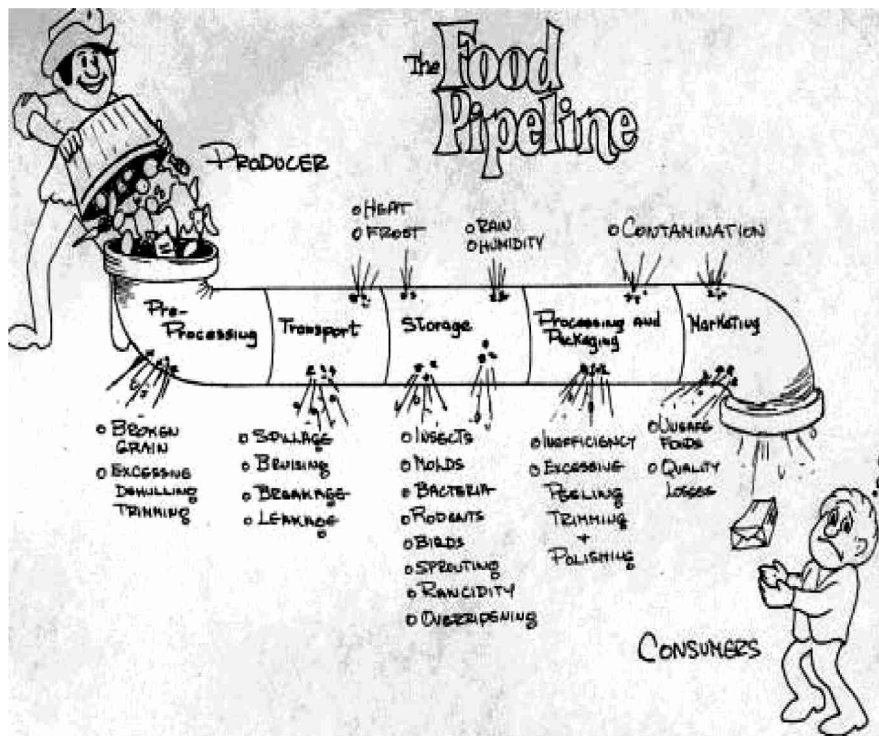 The Food
Pipeline
PRODUCER
o HEAT
o FROST
o RAIN
o HUMIDITY
o CONTAMINATION
Pre-
Processing
Transport
Storage
Processing and
Packaging
Marketing
o BROKEN
GRAIN
o EXCESSIVE
DEHULLING
TRIMMING
o SPILLAGE
o BRUISING
o BREAKAGE
o LEAKAGE
o INSECTS
o MOLDS
o BACTERIA
o RODENTS
o BIRDS
o SPROUTING
o RANCIDITY
o OVERRIPENING
o INEFFICIENCY
o EXCESSIVE
PEELING
TRIMMING
+
POLISHING
o UNSAFE
FOODS
o QUALITY
LOSSES
CONSUMERS